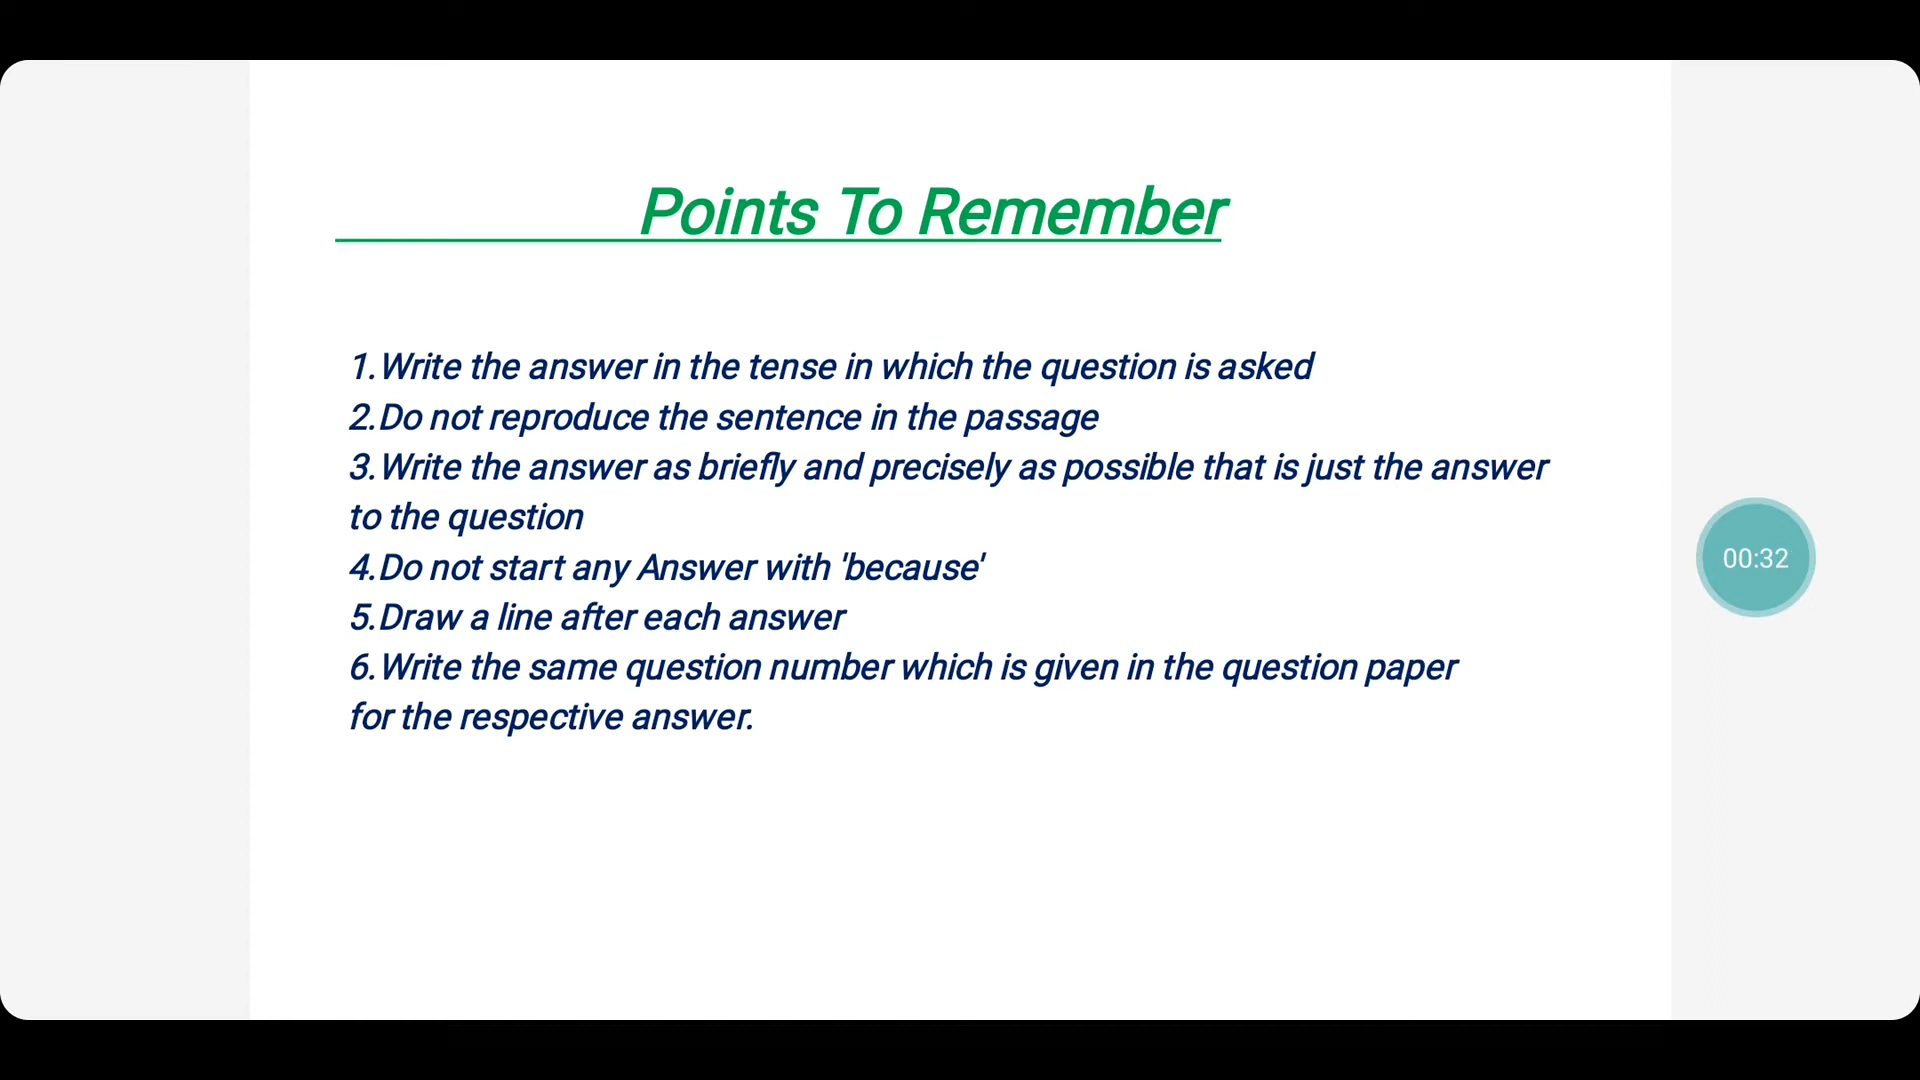 Points To Remember
1.Write the answer in the tense in which the question is asked
2.Do not reproduce the sentence in the passage
3.Write the answer as briefly and precisely as possible that is just the answer
to the question
4.Do not start any Answer with 'because'
5.Draw a line after each answer
6.Write the same question number which is given in the question paper
for the respective answer.
00:32